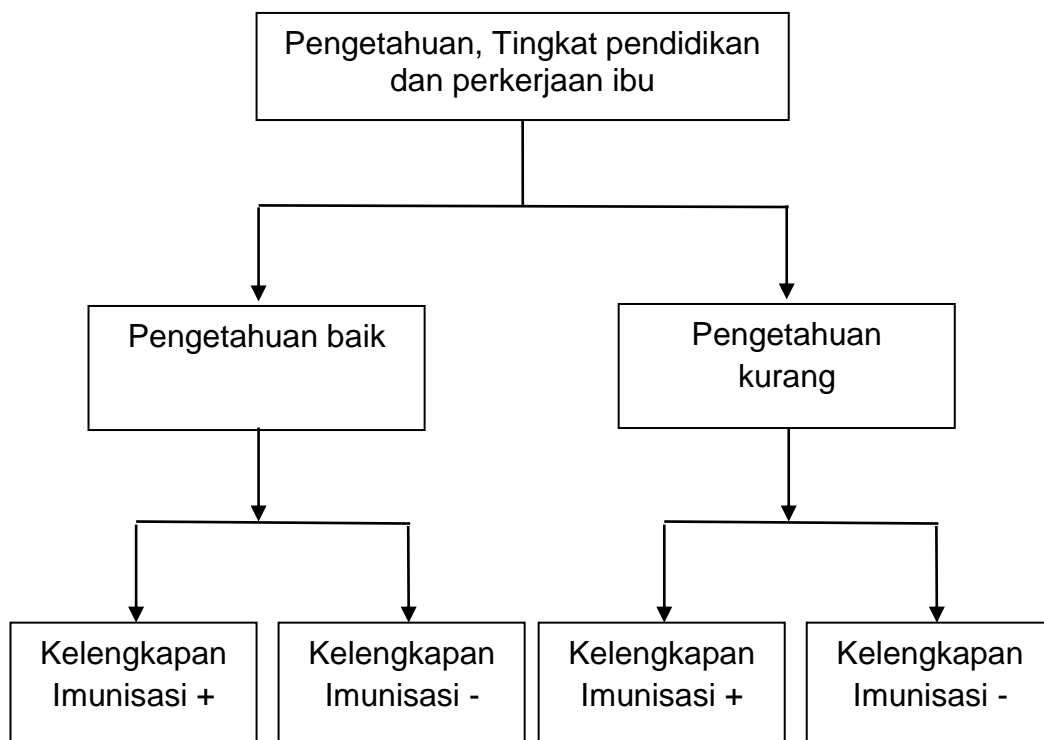 Pengetahuan, Tingkat pendidikan
dan perkerjaan ibu
Pengetahuan baik
Pengetahuan
kurang
Kelengkapan
Imunisasi +
Kelengkapan
Imunisasi -
Kelengkapan
Imunisasi +
Kelengkapan
Imunisasi -